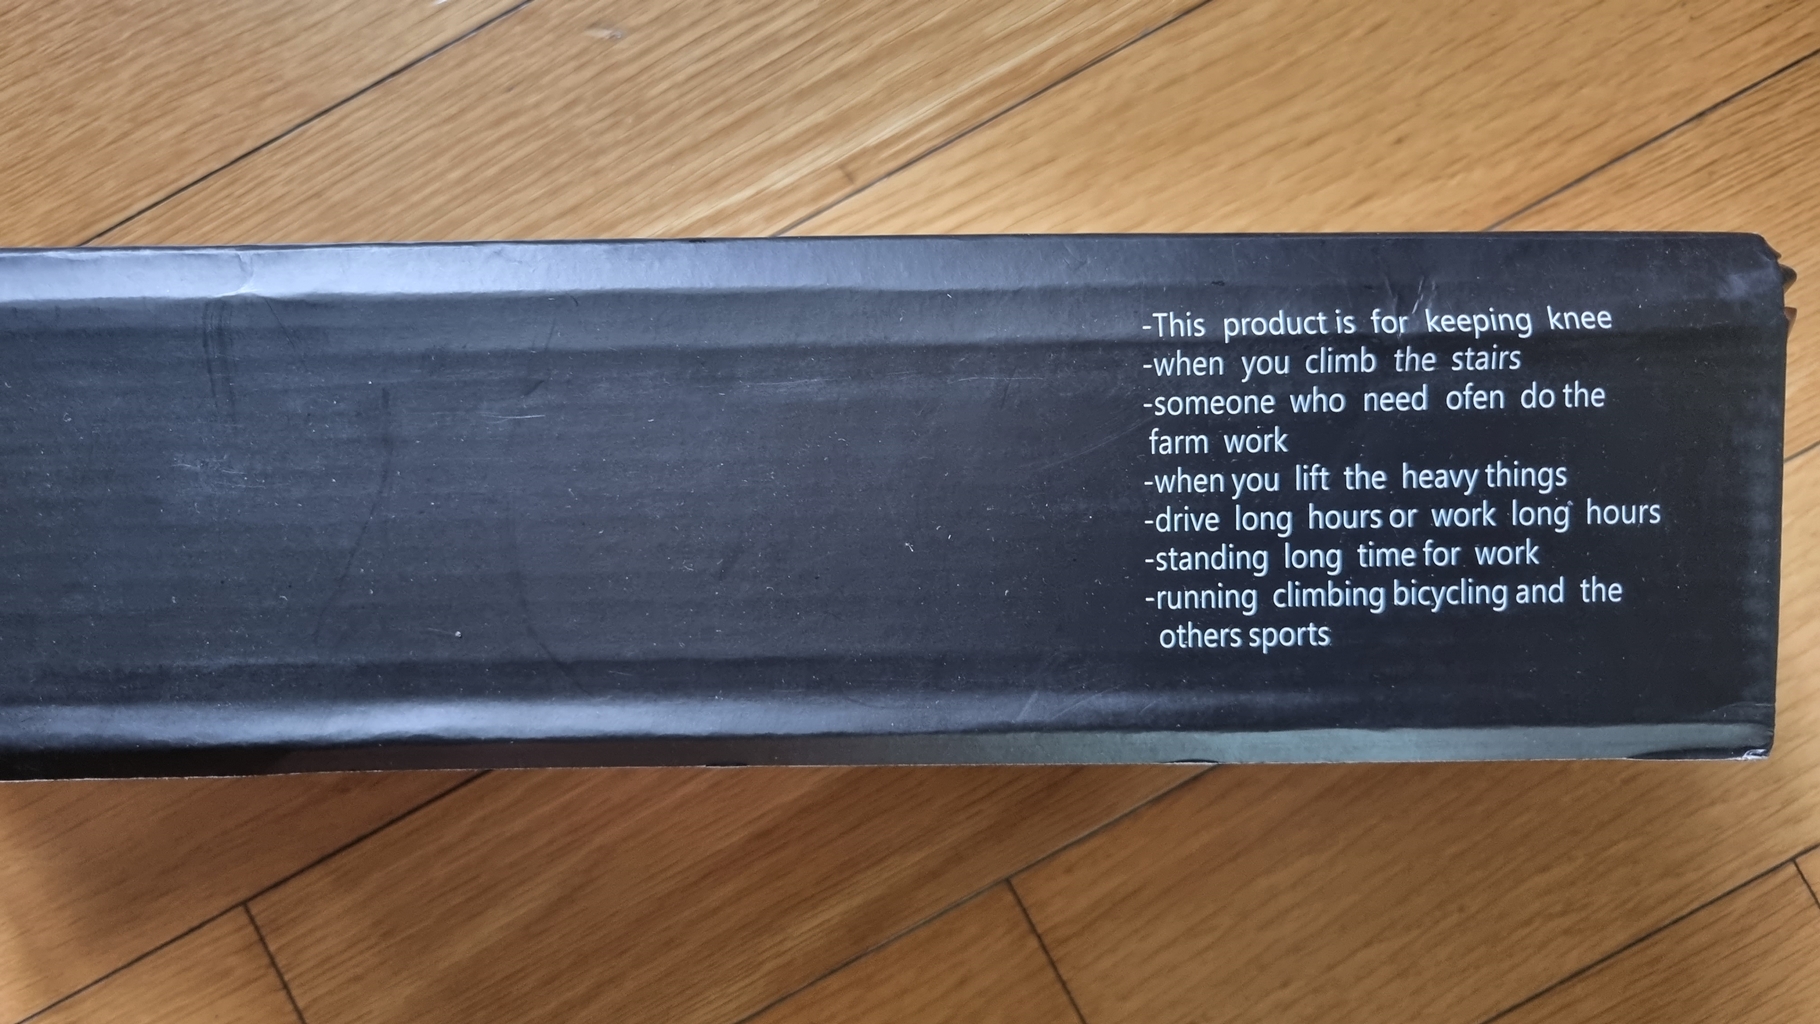 -This product is for keeping knee
-when you climb the stairs
-someone who need ofen do the
farm work
-when you lift the heavy things
-drive long hours or work long hours
-standing long time for work
-running climbing bicycling and the
others sports